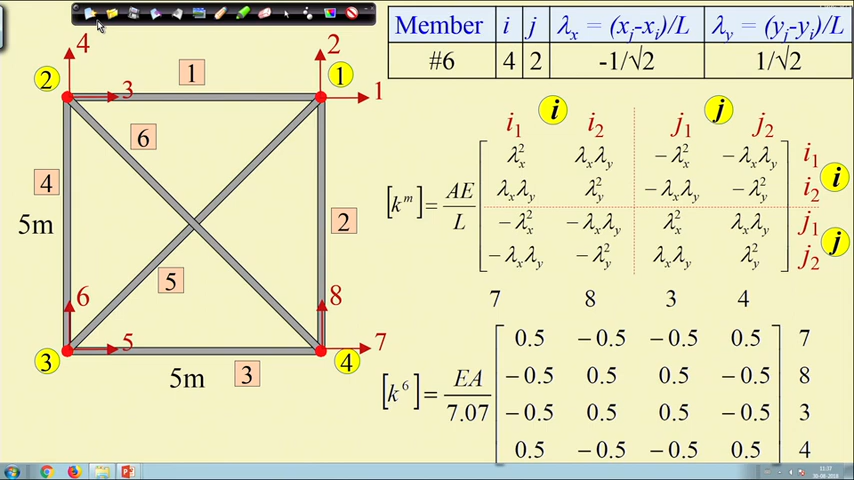 Member i j λx = (xj-xi)/L λy = (yj-yi)/L
#6 4 2 -1/√2 1/√2
4
2
2
1
1
3
1
6
4
5m
2
5
6
8
3
5
4
7
5m
3
i j
i1 i2 j1 j2
[k^m] = AE/L
λx² λxλy −λx² −λxλy i1
λxλy λy² −λxλy −λy² i2
−λx² −λxλy λx² λxλy j1
−λxλy −λy² λxλy λy² j2
i
j
7 8 3 4
[k^6] = EA/7.07
0.5 −0.5 −0.5 0.5 7
−0.5 0.5 0.5 −0.5 8
−0.5 0.5 0.5 −0.5 3
0.5 −0.5 −0.5 0.5 4
11:37